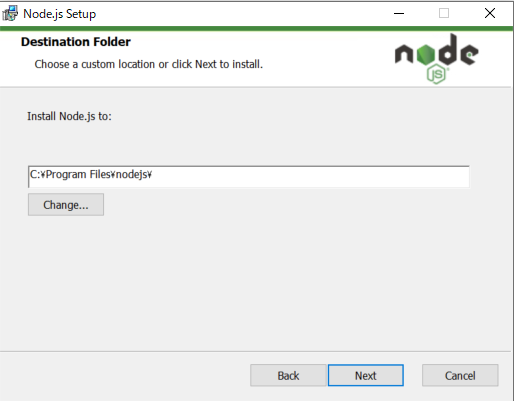 Node.js Setup
Destination Folder
Choose a custom location or click Next to install.
node
JS
Install Node.js to:
C:¥Program Files¥nodejs¥
Change...
Back
Next
Cancel